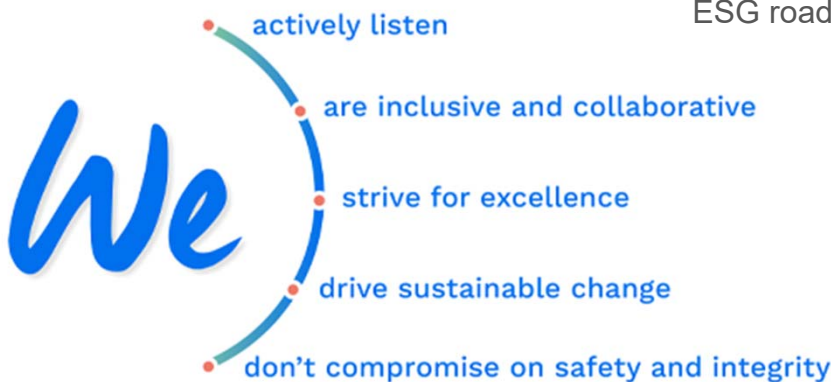 ESG road
actively listen
are inclusive and collaborative
We
strive for excellence
drive sustainable change
don’t compromise on safety and integrity